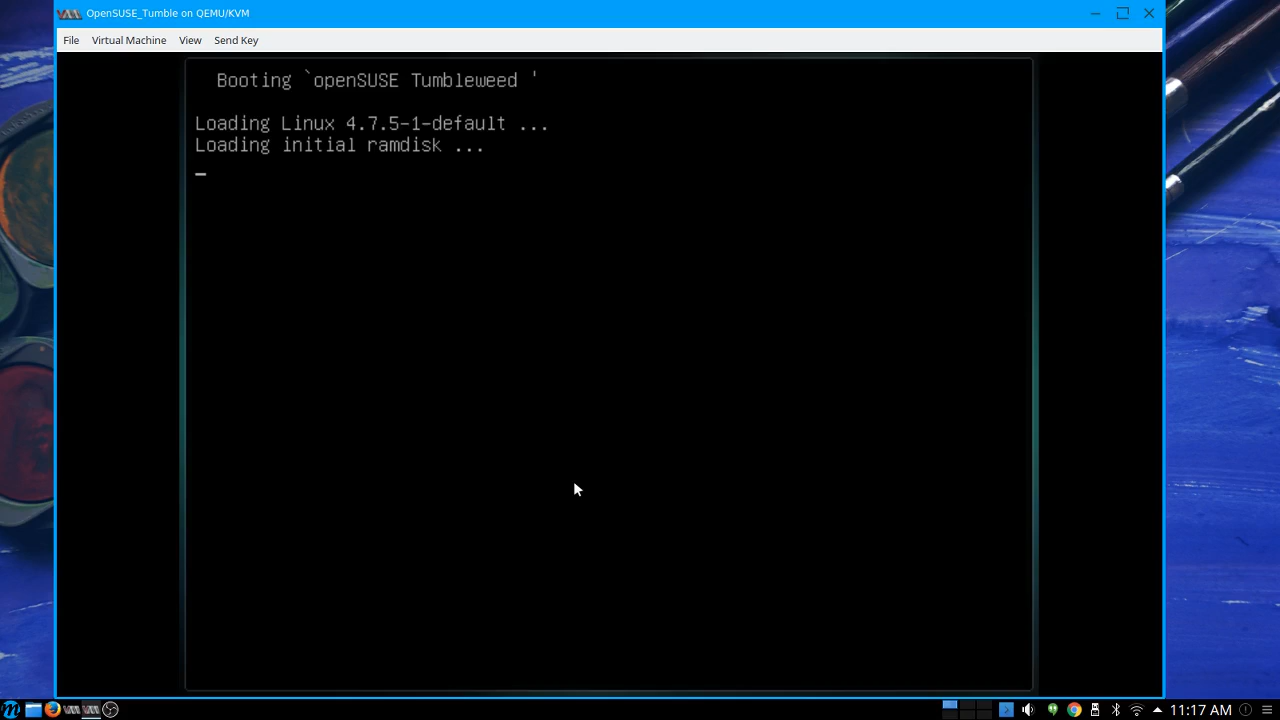 OpenSUSE_Tumble on QEMU/KVM
File Virtual Machine View Send Key
Booting `openSUSE Tumbleweed '
Loading Linux 4.7.5-1-default ...
Loading initial ramdisk ...
11:17 AM